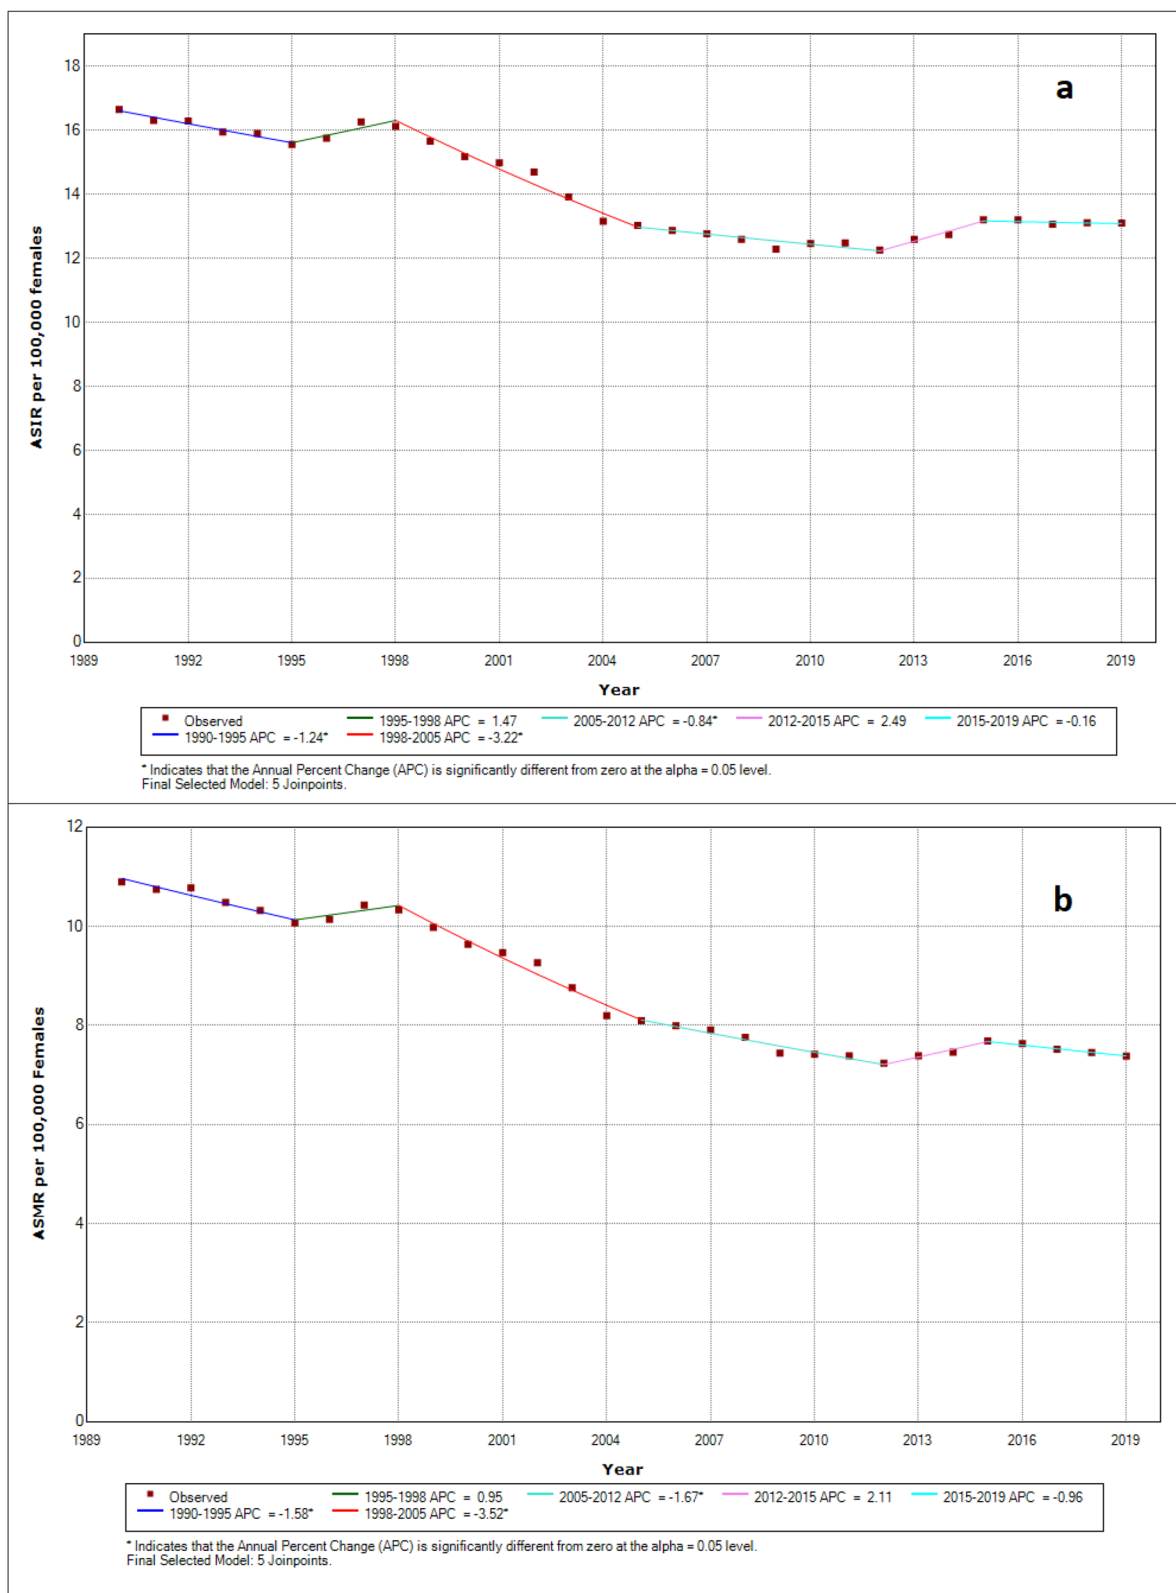 a
ASIR per 100,000 females
18
16
14
12
10
8
6
4
2
0
1989 1992 1995 1998 2001 2004 2007 2010 2013 2016 2019
Year
Observed 1995-1998 APC = 1.47 2005-2012 APC = -0.84* 2012-2015 APC = 2.49 2015-2019 APC = -0.16
1990-1995 APC = -1.24* 1998-2005 APC = -3.22*
* Indicates that the Annual Percent Change (APC) is significantly different from zero at the alpha = 0.05 level.
Final Selected Model: 5 Joinpoints.
b
ASMR per 100,000 Females
12
10
8
6
4
2
0
1989 1992 1995 1998 2001 2004 2007 2010 2013 2016 2019
Year
Observed 1995-1998 APC = 0.95 2005-2012 APC = -1.67* 2012-2015 APC = 2.11 2015-2019 APC = -0.96
1990-1995 APC = -1.58* 1998-2005 APC = -3.52*
* Indicates that the Annual Percent Change (APC) is significantly different from zero at the alpha = 0.05 level.
Final Selected Model: 5 Joinpoints.